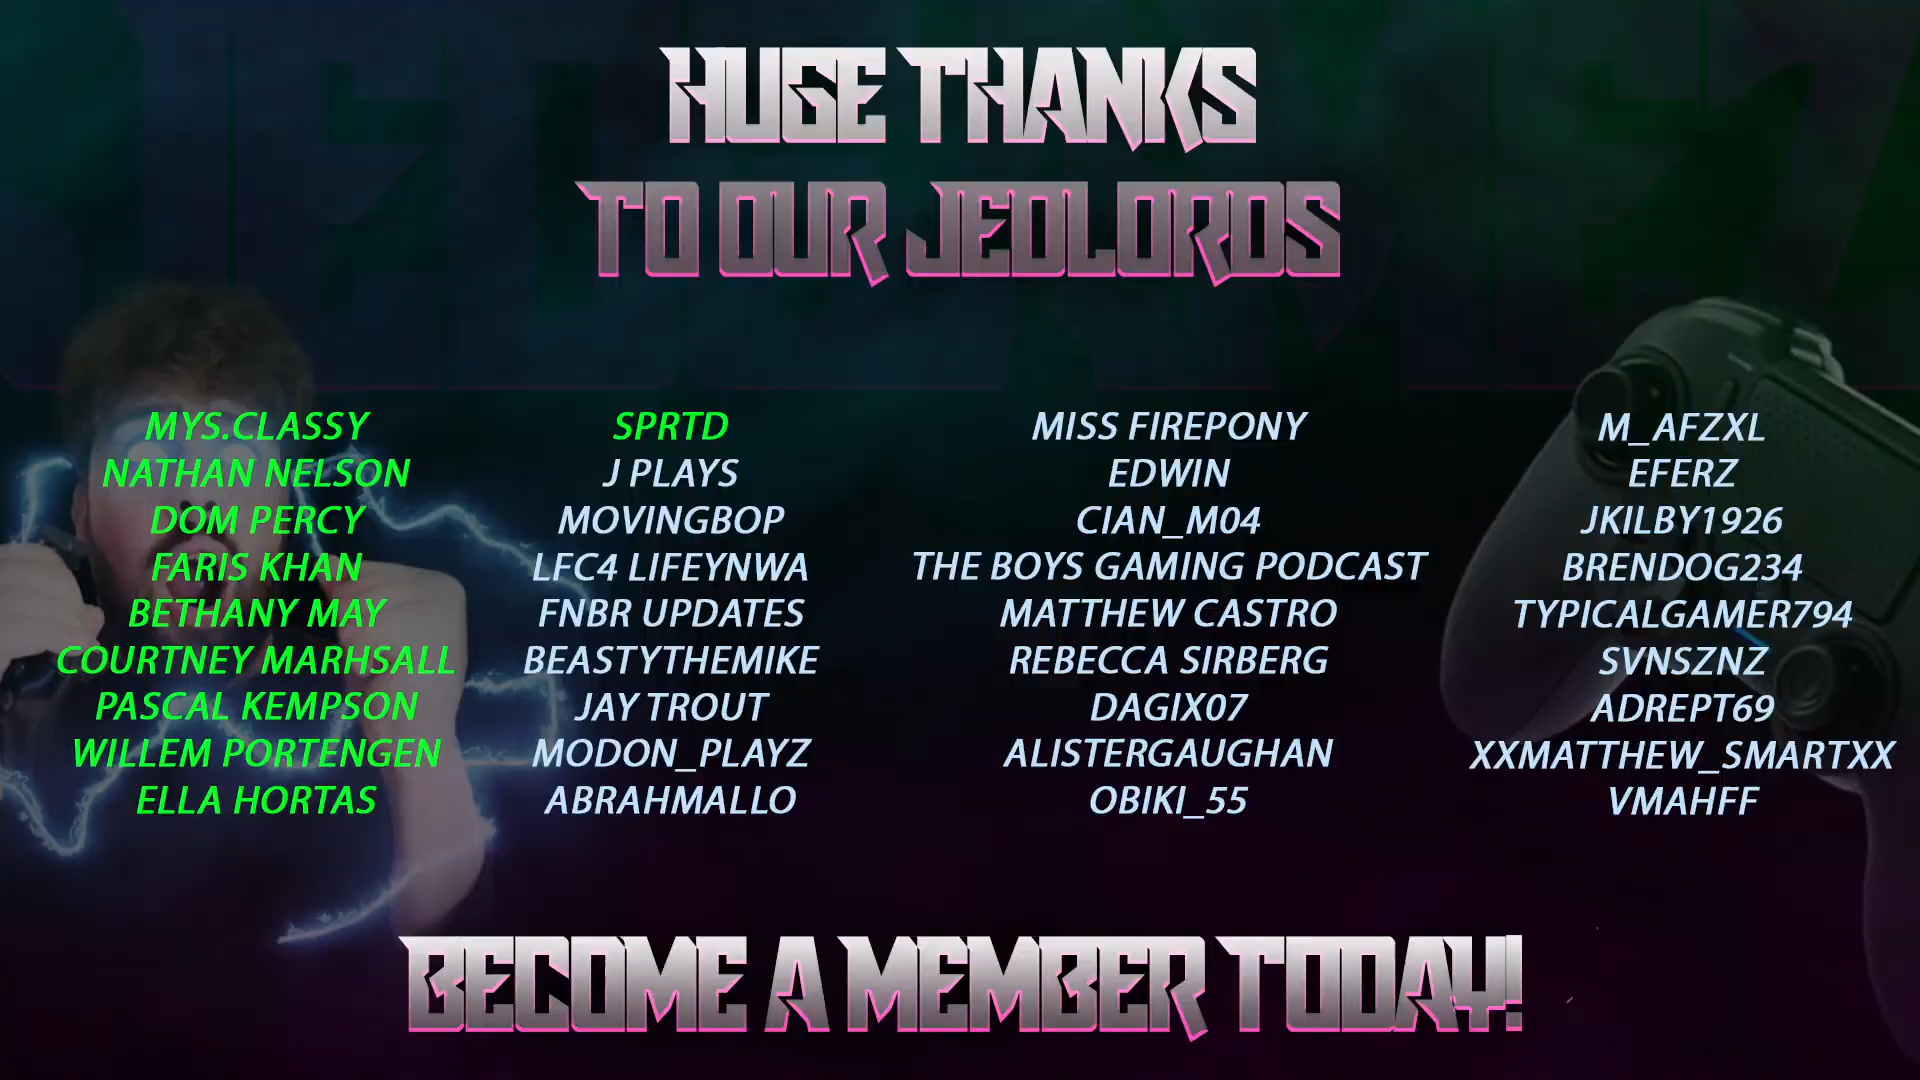 HUGE THANKS
TO OUR JEDLORDS
MYS.CLASSY
NATHAN NELSON
DOM PERCY
FARIS KHAN
BETHANY MAY
COURTNEY MARHSALL
PASCAL KEMPSON
WILLEM PORTENGEN
ELLA HORTAS
SPRTD
J PLAYS
MOVINGBOP
LFC4 LIFEYNWA
FNBR UPDATES
BEASTYTHEMIKE
JAY TROUT
MODON_PLAYZ
ABRAHMALLO
MISS FIREPONY
EDWIN
CIAN_M04
THE BOYS GAMING PODCAST
MATTHEW CASTRO
REBECCA SIRBERG
DAGIX07
ALISTERGAUGHAN
OBIKI_55
M_AFZXL
EFERZ
JKILBY1926
BRENDOG234
TYPICALGAMER794
SVNSZNZ
ADREPT69
XXMATTHEW_SMARTXX
VMAHFF
BECOME A MEMBER TODAY!